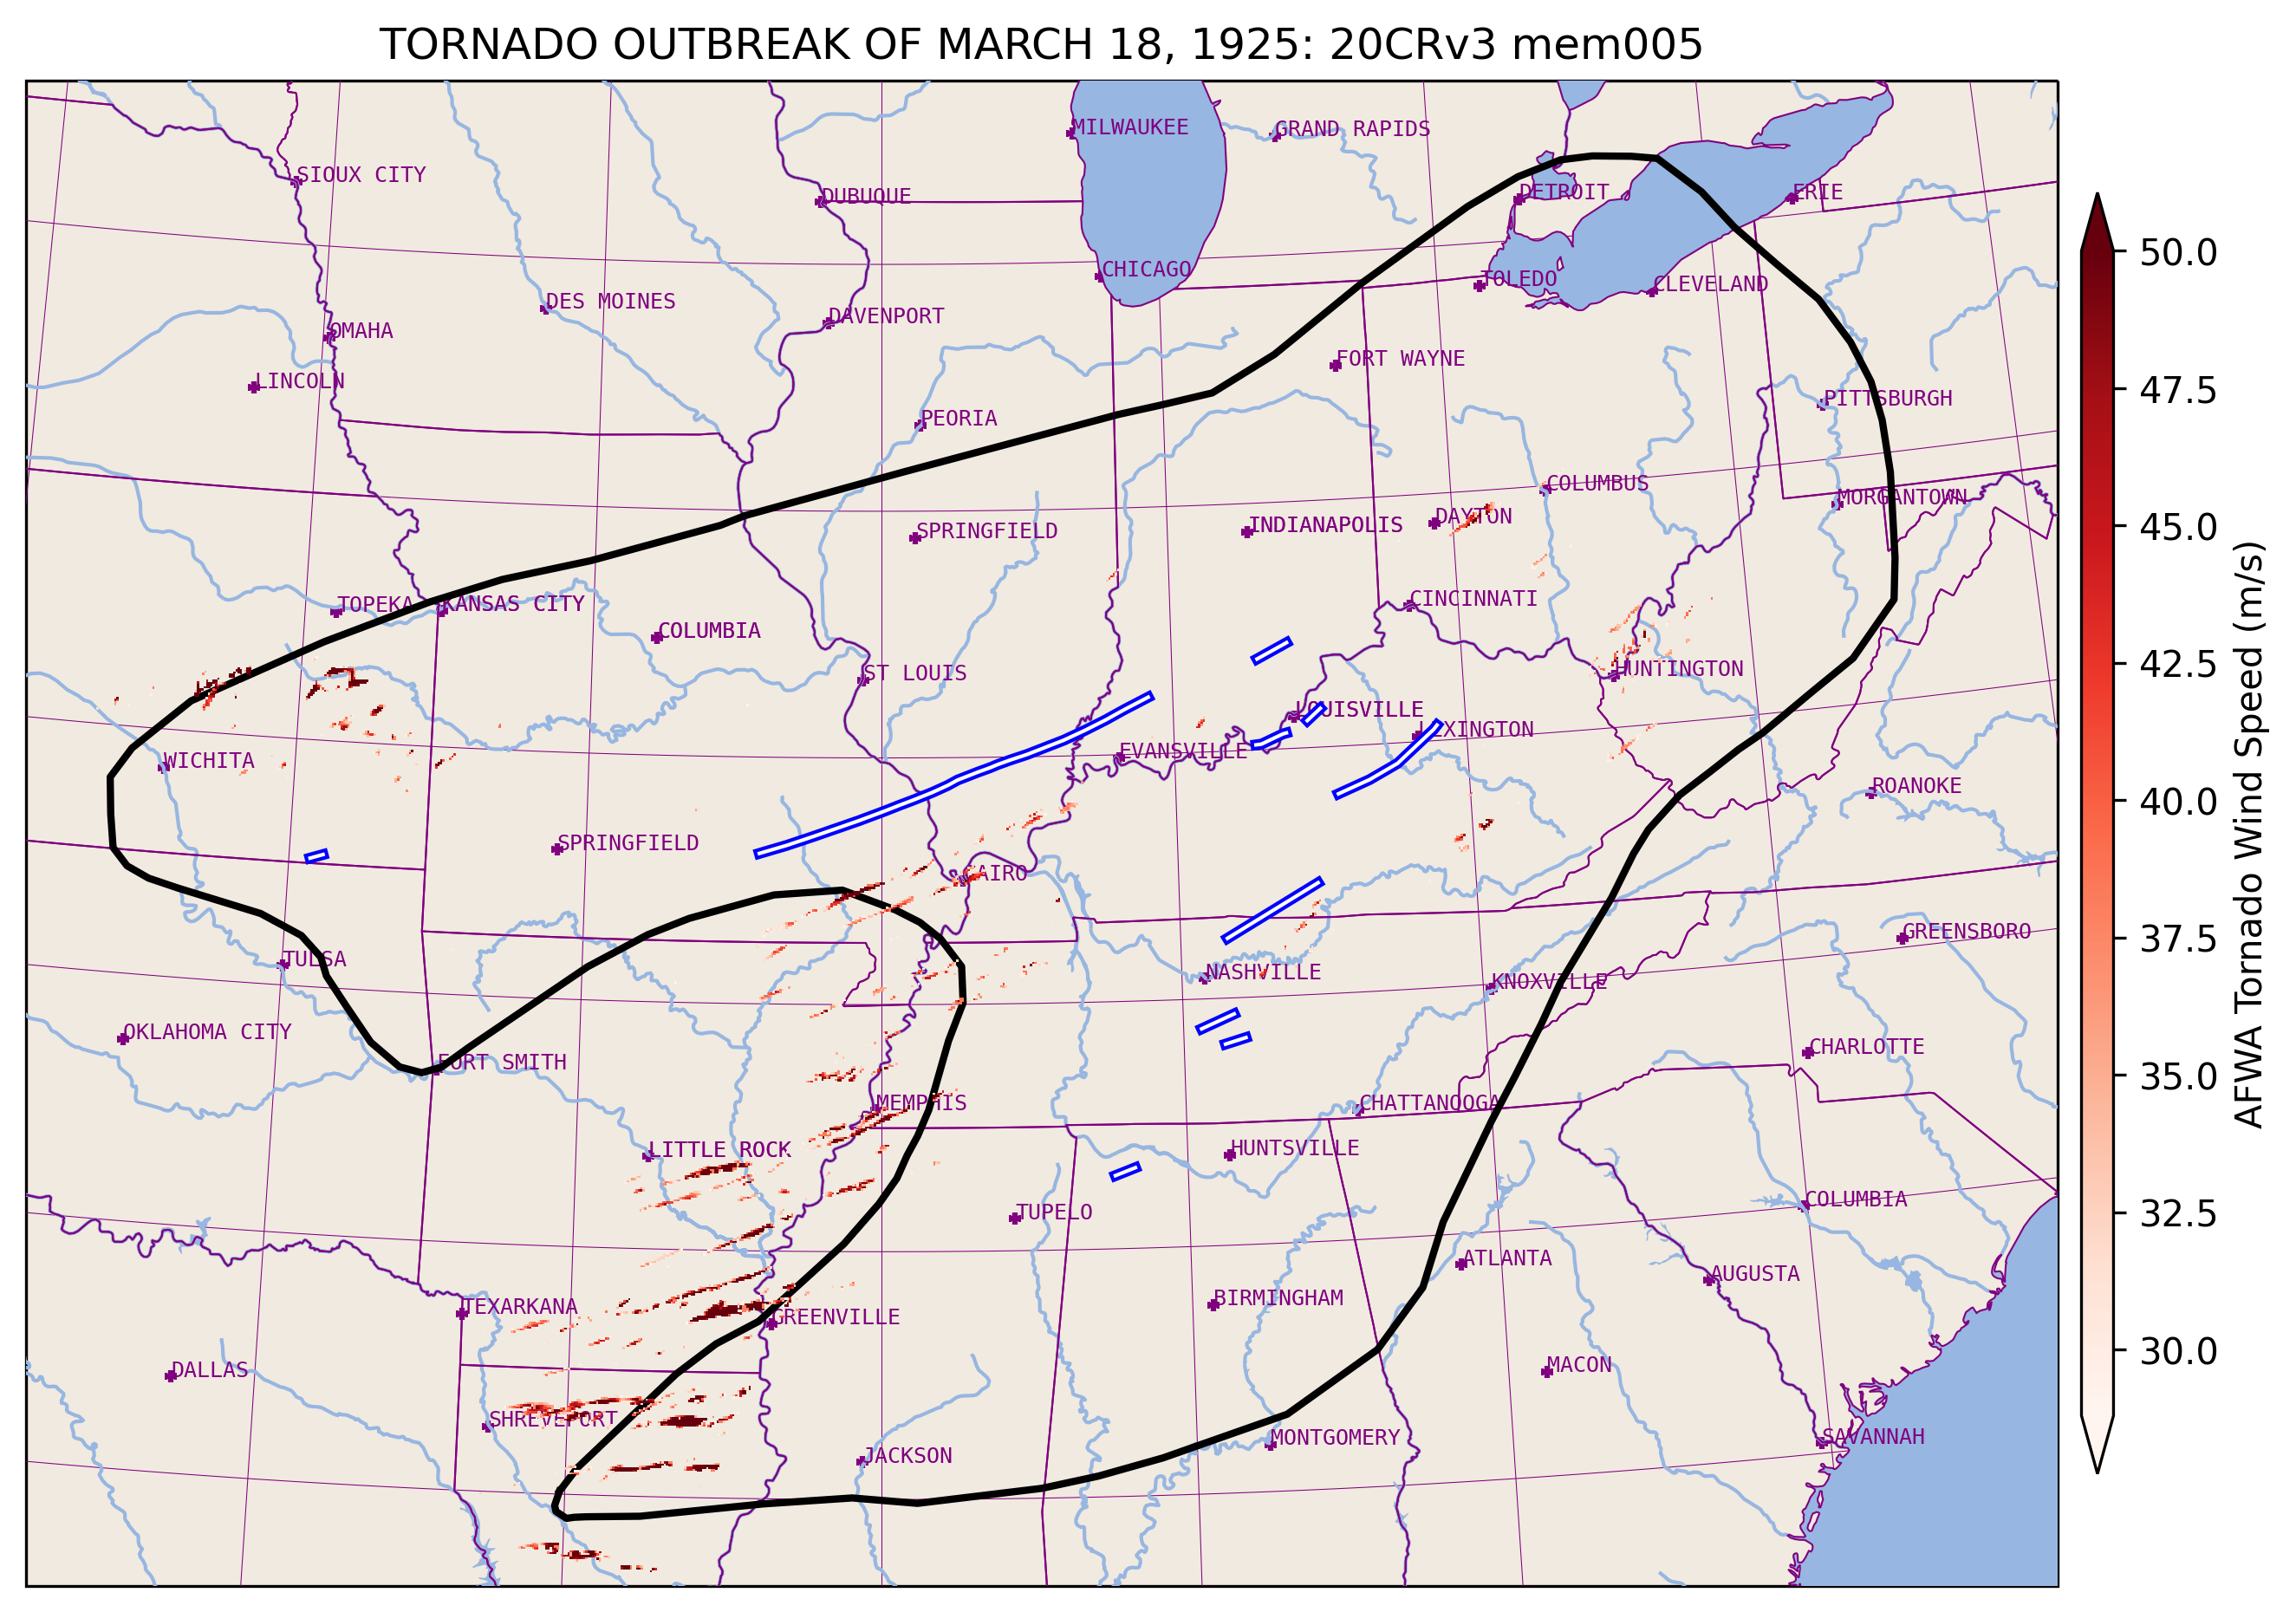 TORNADO OUTBREAK OF MARCH 18, 1925: 20CRv3 mem005
MILWAUKEE
GRAND RAPIDS
SIOUX CITY
DUBUQUE
DETROIT
ERIE
CHICAGO
TOLEDO
CLEVELAND
DES MOINES
DAVENPORT
OMAHA
FORT WAYNE
LINCOLN
PITTSBURGH
PEORIA
COLUMBUS
MORGANTOWN
SPRINGFIELD
INDIANAPOLIS
DAYTON
TOPEKA
KANSAS CITY
CINCINNATI
COLUMBIA
ST LOUIS
HUNTINGTON
LOUISVILLE
LEXINGTON
EVANSVILLE
WICHITA
ROANOKE
SPRINGFIELD
CAIRO
GREENSBORO
TULSA
NASHVILLE
KNOXVILLE
OKLAHOMA CITY
CHARLOTTE
FORT SMITH
MEMPHIS
CHATTANOOGA
LITTLE ROCK
HUNTSVILLE
COLUMBIA
TUPELO
ATLANTA
AUGUSTA
TEXARKANA
BIRMINGHAM
GREENVILLE
DALLAS
MACON
SHREVEPORT
MONTGOMERY
SAVANNAH
JACKSON
50.0
47.5
45.0
42.5
40.0
37.5
35.0
32.5
30.0
AFWA Tornado Wind Speed (m/s)